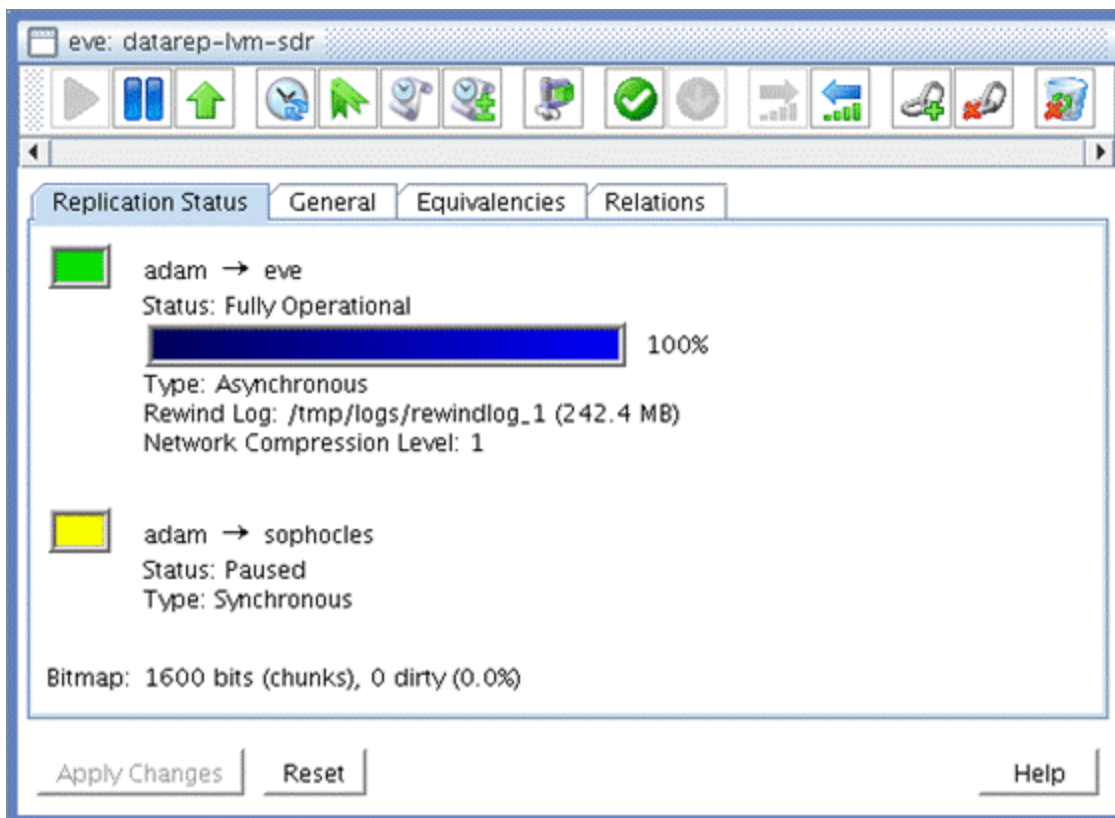 eve: datarep-lvm-sdr
Replication Status General Equivalencies Relations
adam → eve
Status: Fully Operational
100%
Type: Asynchronous
Rewind Log: /tmp/logs/rewindlog_1 (242.4 MB)
Network Compression Level: 1
adam → sophocles
Status: Paused
Type: Synchronous
Bitmap: 1600 bits (chunks), 0 dirty (0.0%)
Apply Changes Reset Help